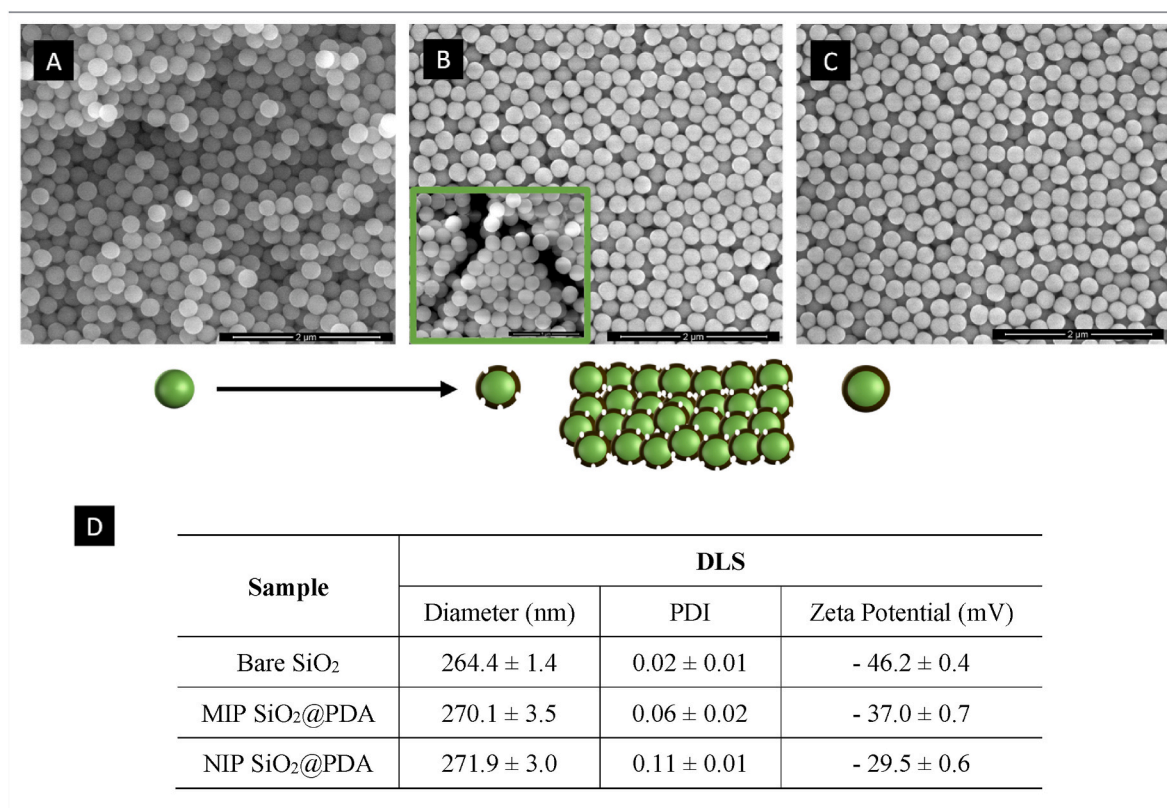 A
B
C
2 µm
2 µm
2 µm
D
Sample
DLS
Diameter (nm)
PDI
Zeta Potential (mV)
Bare SiO₂
264.4 ± 1.4
0.02 ± 0.01
- 46.2 ± 0.4
MIP SiO₂@PDA
270.1 ± 3.5
0.06 ± 0.02
- 37.0 ± 0.7
NIP SiO₂@PDA
271.9 ± 3.0
0.11 ± 0.01
- 29.5 ± 0.6